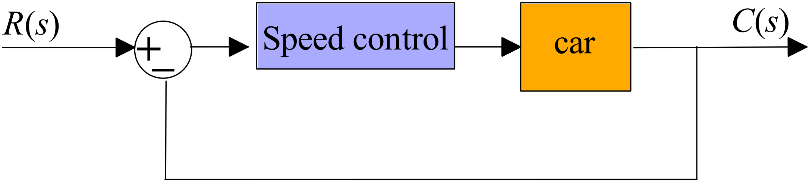 R(s)
+
−
Speed control
car
C(s)